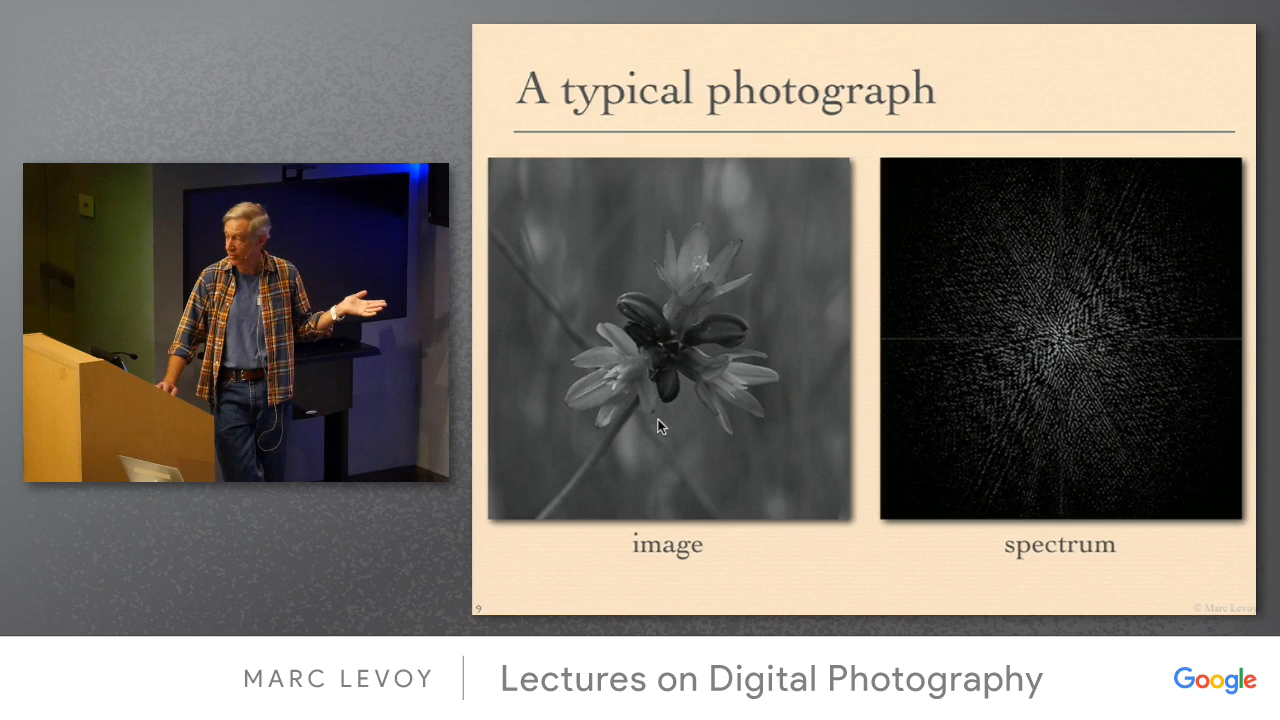 A typical photograph
image
spectrum
9
© Marc Levoy
MARC LEVOY
Lectures on Digital Photography
Google